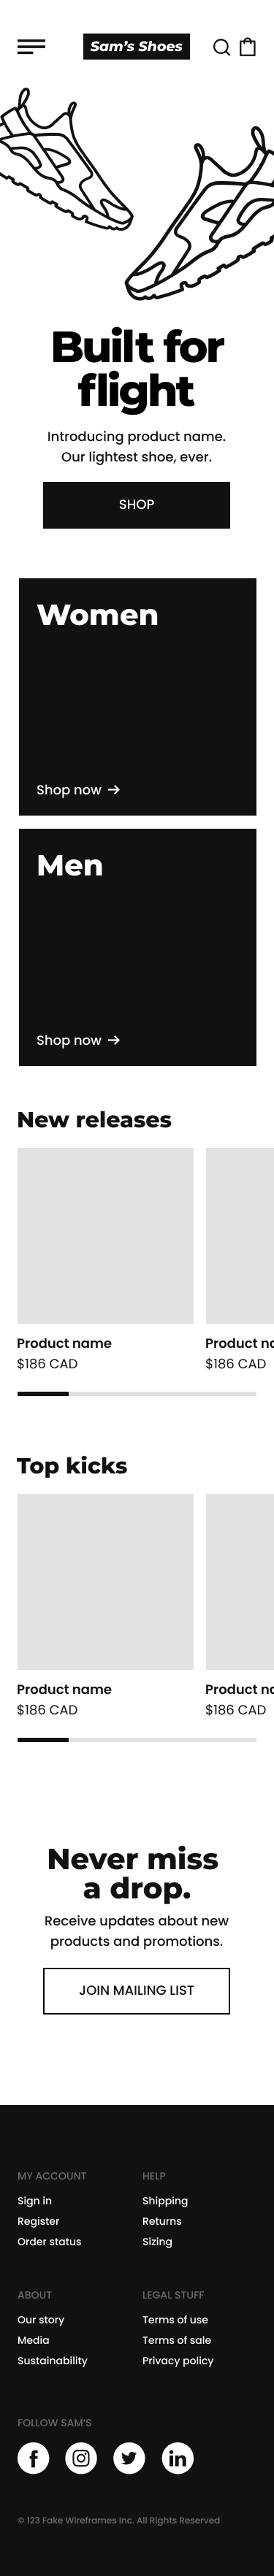 Sam's Shoes
Built for
flight
Introducing product name.
Our lightest shoe, ever.
SHOP
Women
Shop now →
Men
Shop now →
New releases
Product name
$186 CAD
Product na
$186 CAD
Top kicks
Product name
$186 CAD
Product na
$186 CAD
Never miss
a drop.
Receive updates about new
products and promotions.
JOIN MAILING LIST
MY ACCOUNT
Sign in
Register
Order status
HELP
Shipping
Returns
Sizing
ABOUT
Our story
Media
Sustainability
LEGAL STUFF
Terms of use
Terms of sale
Privacy policy
FOLLOW SAM'S
© 123 Fake Wireframes Inc. All Rights Reserved